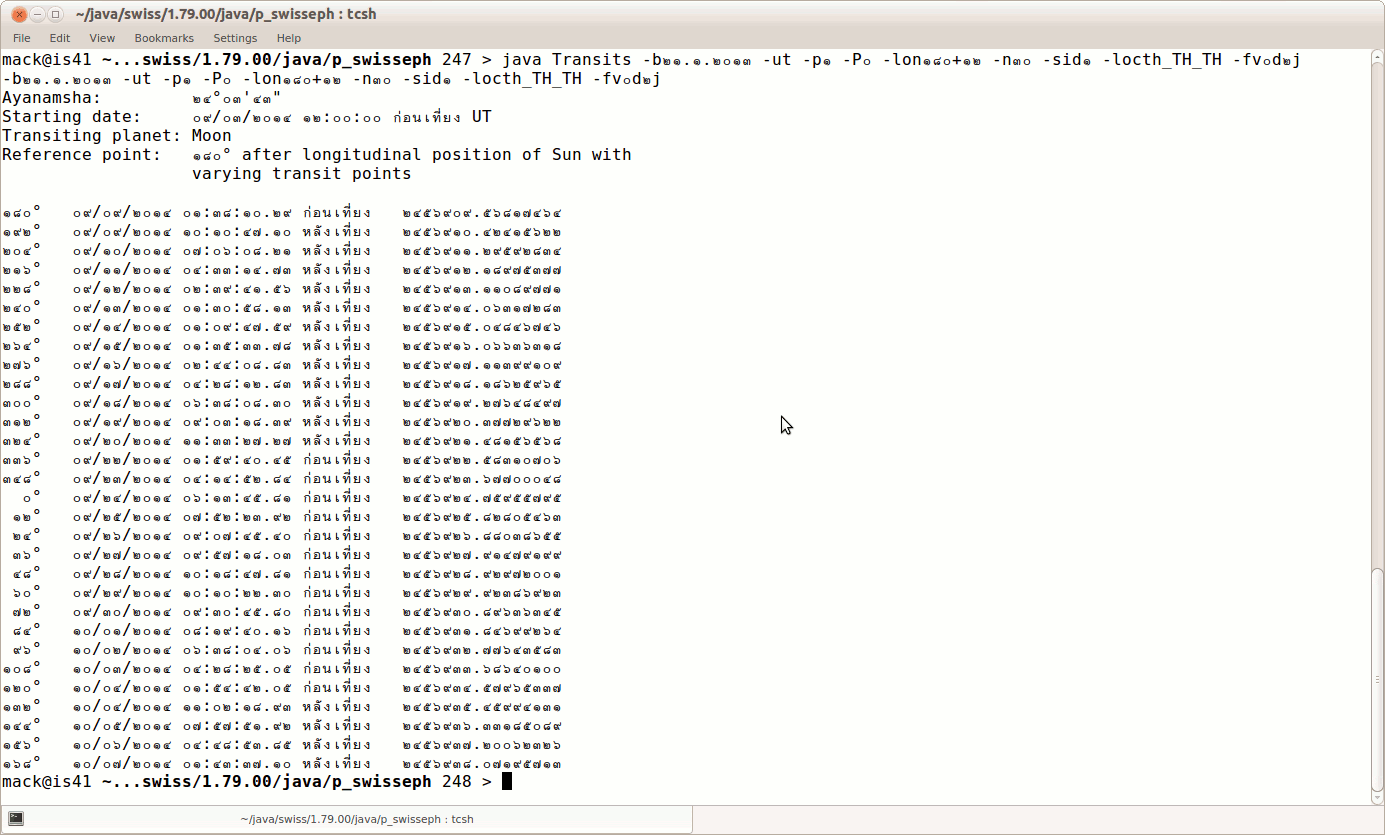 ~/java/swiss/1.79.00/java/p_swisseph : tcsh
File Edit View Bookmarks Settings Help
mack@is41 ~...swiss/1.79.00/java/p_swisseph 247 > java Transits -b๒๑.๑.๒๐๑๓ -ut -p๑ -P๐ -lon๑๘๐+๑๒ -n๓๐ -sid๑ -locth_TH_TH -fv๐d๒j
-b๒๑.๑.๒๐๑๓ -ut -p๑ -P๐ -lon๑๘๐+๑๒ -n๓๐ -sid๑ -locth_TH_TH -fv๐d๒j
Ayanamsha: ๒๔°๐๓'๔๓"
Starting date: ๐๙/๐๓/๒๐๑๔ ๑๒:๐๐:๐๐ ก่อนเที่ยง UT
Transiting planet: Moon
Reference point: ๑๘๐° after longitudinal position of Sun with
varying transit points
๑๘๐° ๐๙/๐๙/๒๐๑๔ ๐๑:๓๘:๑๐.๒๙ ก่อนเที่ยง ๒๔๕๖๙๐๙.๕๖๘๑๗๔๖๔
๑๙๒° ๐๙/๐๙/๒๐๑๔ ๑๐:๑๐:๔๗.๑๐ หลังเที่ยง ๒๔๕๖๙๑๐.๔๒๔๑๕๖๒๒
๒๐๔° ๐๙/๑๐/๒๐๑๔ ๐๗:๐๖:๐๘.๒๑ หลังเที่ยง ๒๔๕๖๙๑๑.๒๙๕๙๒๘๓๔
๒๑๖° ๐๙/๑๑/๒๐๑๔ ๐๔:๓๓:๑๔.๗๓ หลังเที่ยง ๒๔๕๖๙๑๒.๑๘๙๗๕๓๗๗
๒๒๘° ๐๙/๑๒/๒๐๑๔ ๐๒:๓๙:๔๑.๕๖ หลังเที่ยง ๒๔๕๖๙๑๓.๑๑๐๘๙๗๗๑
๒๔๐° ๐๙/๑๓/๒๐๑๔ ๐๑:๓๐:๕๘.๑๓ หลังเที่ยง ๒๔๕๖๙๑๔.๐๖๓๑๗๒๘๓
๒๕๒° ๐๙/๑๔/๒๐๑๔ ๐๑:๐๙:๔๗.๕๙ หลังเที่ยง ๒๔๕๖๙๑๕.๐๔๘๔๖๗๔๖
๒๖๔° ๐๙/๑๕/๒๐๑๔ ๐๑:๓๕:๓๓.๗๘ หลังเที่ยง ๒๔๕๖๙๑๖.๐๖๖๓๖๓๑๘
๒๗๖° ๐๙/๑๖/๒๐๑๔ ๐๒:๔๔:๐๘.๘๓ หลังเที่ยง ๒๔๕๖๙๑๗.๑๑๓๙๙๑๐๙
๒๘๘° ๐๙/๑๗/๒๐๑๔ ๐๔:๒๘:๑๒.๘๓ หลังเที่ยง ๒๔๕๖๙๑๘.๑๘๖๒๕๙๖๕
๓๐๐° ๐๙/๑๘/๒๐๑๔ ๐๖:๓๘:๐๘.๓๐ หลังเที่ยง ๒๔๕๖๙๑๙.๒๗๖๔๘๔๙๗
๓๑๒° ๐๙/๑๙/๒๐๑๔ ๐๙:๐๓:๑๘.๓๙ หลังเที่ยง ๒๔๕๖๙๒๐.๓๗๗๒๙๖๒๒
๓๒๔° ๐๙/๒๐/๒๐๑๔ ๑๑:๓๓:๒๗.๒๗ หลังเที่ยง ๒๔๕๖๙๒๑.๔๘๑๕๖๕๖๘
๓๓๖° ๐๙/๒๒/๒๐๑๔ ๐๑:๕๙:๔๐.๔๕ ก่อนเที่ยง ๒๔๕๖๙๒๒.๕๘๓๑๐๗๐๖
๓๔๘° ๐๙/๒๓/๒๐๑๔ ๐๔:๑๔:๕๒.๘๔ ก่อนเที่ยง ๒๔๕๖๙๒๓.๖๗๗๐๐๐๔๘
๐° ๐๙/๒๔/๒๐๑๔ ๐๖:๑๓:๔๕.๘๑ ก่อนเที่ยง ๒๔๕๖๙๒๔.๗๕๙๕๕๗๙๕
๑๒° ๐๙/๒๕/๒๐๑๔ ๐๗:๕๒:๒๓.๙๒ ก่อนเที่ยง ๒๔๕๖๙๒๕.๘๒๘๐๕๔๖๓
๒๔° ๐๙/๒๖/๒๐๑๔ ๐๙:๐๗:๔๕.๔๐ ก่อนเที่ยง ๒๔๕๖๙๒๖.๘๘๐๓๘๖๕๕
๓๖° ๐๙/๒๗/๒๐๑๔ ๐๙:๕๗:๑๘.๐๓ ก่อนเที่ยง ๒๔๕๖๙๒๗.๙๑๔๗๙๑๙๙
๔๘° ๐๙/๒๘/๒๐๑๔ ๑๐:๑๘:๔๗.๘๑ ก่อนเที่ยง ๒๔๕๖๙๒๘.๙๒๙๗๒๐๐๑
๖๐° ๐๙/๒๙/๒๐๑๔ ๑๐:๑๐:๒๒.๓๐ ก่อนเที่ยง ๒๔๕๖๙๒๙.๙๒๓๘๖๙๒๓
๗๒° ๐๙/๓๐/๒๐๑๔ ๐๙:๓๐:๔๕.๘๐ ก่อนเที่ยง ๒๔๕๖๙๓๐.๘๙๖๓๖๓๔๕
๘๔° ๑๐/๐๑/๒๐๑๔ ๐๘:๑๙:๔๐.๑๖ ก่อนเที่ยง ๒๔๕๖๙๓๑.๘๔๖๙๙๒๖๔
๙๖° ๑๐/๐๒/๒๐๑๔ ๐๖:๓๘:๐๔.๐๖ ก่อนเที่ยง ๒๔๕๖๙๓๒.๗๗๖๔๓๕๘๓
๑๐๘° ๑๐/๐๓/๒๐๑๔ ๐๔:๒๘:๒๕.๐๕ ก่อนเที่ยง ๒๔๕๖๙๓๓.๖๘๖๔๐๑๐๐
๑๒๐° ๑๐/๐๔/๒๐๑๔ ๐๑:๕๔:๔๒.๐๕ ก่อนเที่ยง ๒๔๕๖๙๓๔.๕๗๙๖๕๓๓๗
๑๓๒° ๑๐/๐๔/๒๐๑๔ ๑๑:๐๒:๑๘.๙๓ หลังเที่ยง ๒๔๕๖๙๓๕.๔๕๙๙๔๑๓๑
๑๔๔° ๑๐/๐๕/๒๐๑๔ ๐๗:๕๗:๕๑.๙๒ หลังเที่ยง ๒๔๕๖๙๓๖.๓๓๑๘๕๐๘๙
๑๕๖° ๑๐/๐๖/๒๐๑๔ ๐๔:๔๘:๕๓.๘๕ หลังเที่ยง ๒๔๕๖๙๓๗.๒๐๐๖๒๓๒๖
๑๖๘° ๑๐/๐๗/๒๐๑๔ ๐๑:๔๓:๓๗.๑๐ หลังเที่ยง ๒๔๕๖๙๓๘.๐๗๑๙๕๗๑๓
mack@is41 ~...swiss/1.79.00/java/p_swisseph 248 >
~/java/swiss/1.79.00/java/p_swisseph : tcsh